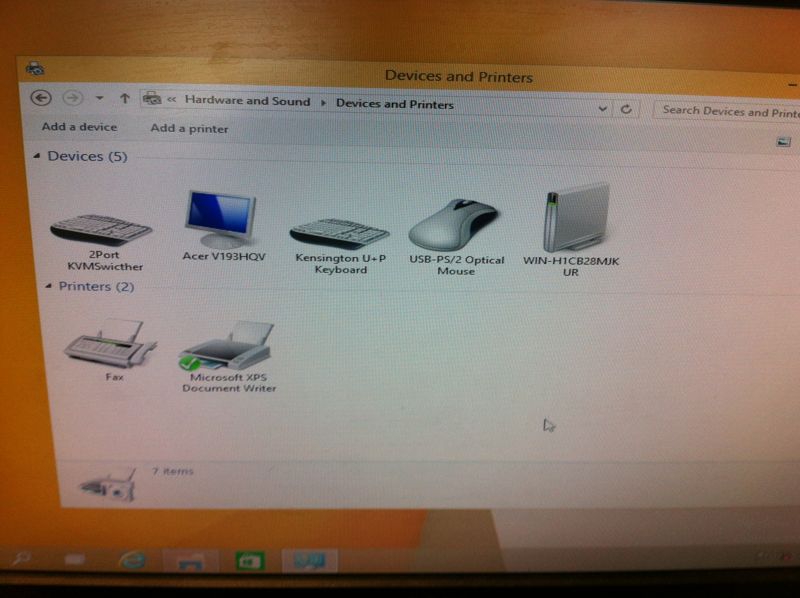 Devices and Printers
« Hardware and Sound ▸ Devices and Printers
Search Devices and Printe
Add a device
Add a printer
Devices (5)
2Port
KVMSwicther
Acer V193HQV
Kensington U+P
Keyboard
USB-PS/2 Optical
Mouse
WIN-H1CB28MJK
UR
Printers (2)
Fax
Microsoft XPS
Document Writer
7 items